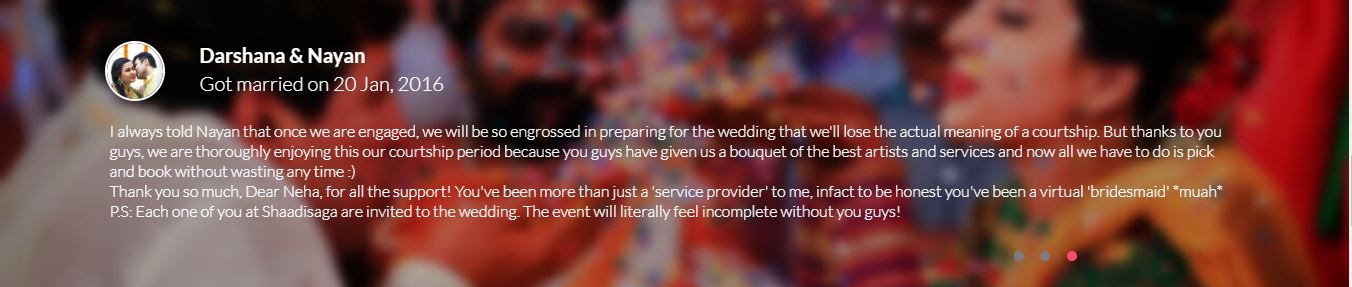 Darshana & Nayan
Got married on 20 Jan, 2016
I always told Nayan that once we are engaged, we will be so engrossed in preparing for the wedding that we'll lose the actual meaning of a courtship. But thanks to you
guys, we are thoroughly enjoying this our courtship period because you guys have given us a bouquet of the best artists and services and now all we have to do is pick
and book without wasting any time :)
Thank you so much, Dear Neha, for all the support! You've been more than just a 'service provider' to me, infact to be honest you've been a virtual 'bridesmaid' *muah*
P.S: Each one of you at Shaadisaga are invited to the wedding. The event will literally feel incomplete without you guys!